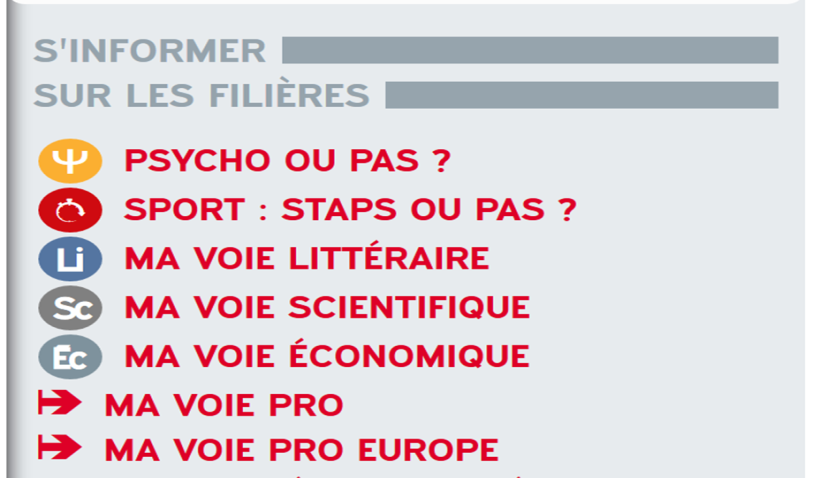 S'INFORMER
SUR LES FILIÈRES
Ψ PSYCHO OU PAS ?
SPORT : STAPS OU PAS ?
Li MA VOIE LITTÉRAIRE
Sc MA VOIE SCIENTIFIQUE
Éc MA VOIE ÉCONOMIQUE
MA VOIE PRO
MA VOIE PRO EUROPE